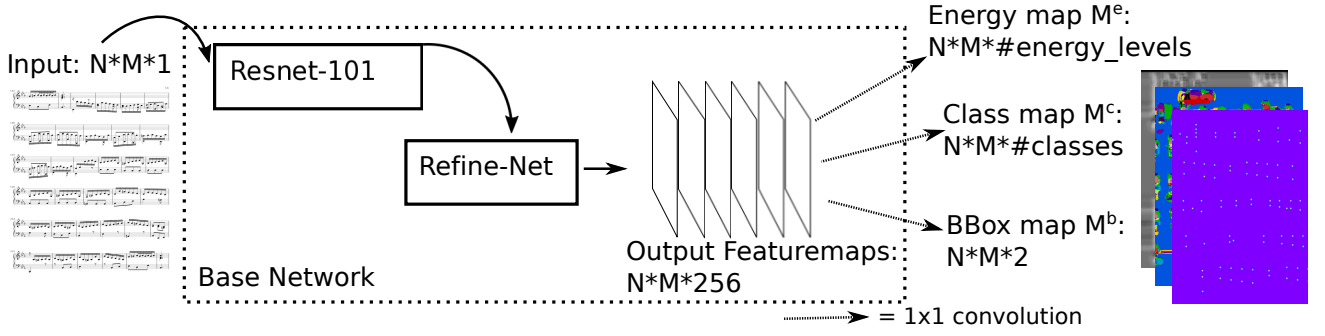 Input: N*M*1
Resnet-101
Refine-Net
Base Network
Output Featuremaps:
N*M*256
Energy map Mᵉ:
N*M*#energy_levels
Class map Mᶜ:
N*M*#classes
BBox map Mᵇ:
N*M*2
= 1x1 convolution